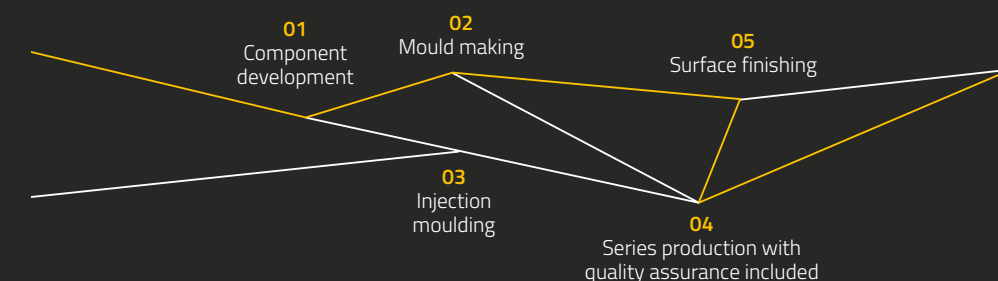 01
Component
development
02
Mould making
03
Injection
moulding
04
Series production with
quality assurance included
05
Surface finishing